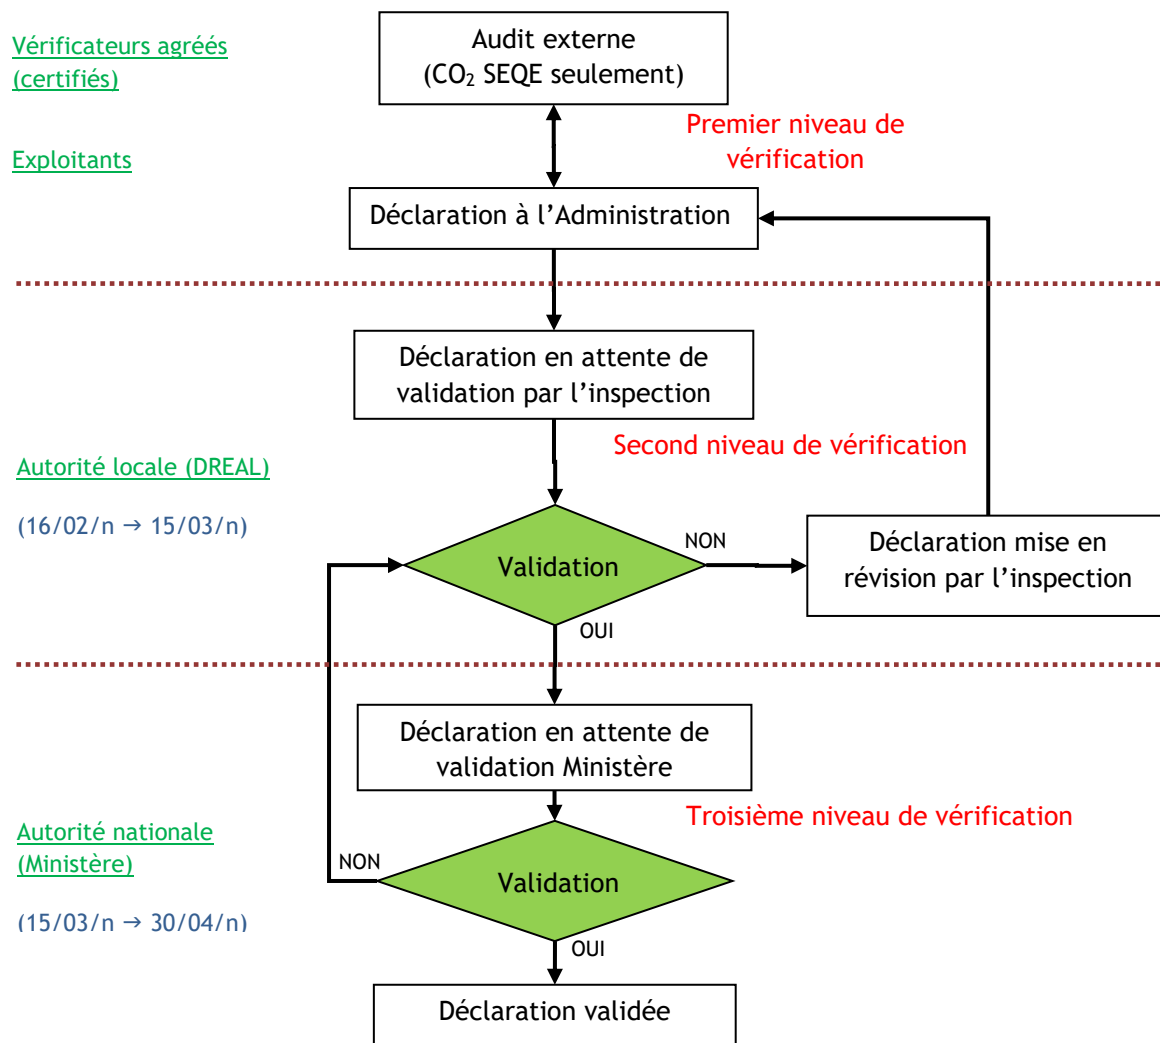 Vérificateurs agréés
(certifiés)
Audit externe
(CO₂ SEQE seulement)
Premier niveau de
vérification
Exploitants
Déclaration à l’Administration
Déclaration en attente de
validation par l’inspection
Second niveau de vérification
Autorité locale (DREAL)
(16/02/n → 15/03/n)
Validation
NON
Déclaration mise en
révision par l’inspection
OUI
Déclaration en attente de
validation Ministère
Troisième niveau de vérification
Autorité nationale
(Ministère)
NON
Validation
(15/03/n → 30/04/n)
OUI
Déclaration validée